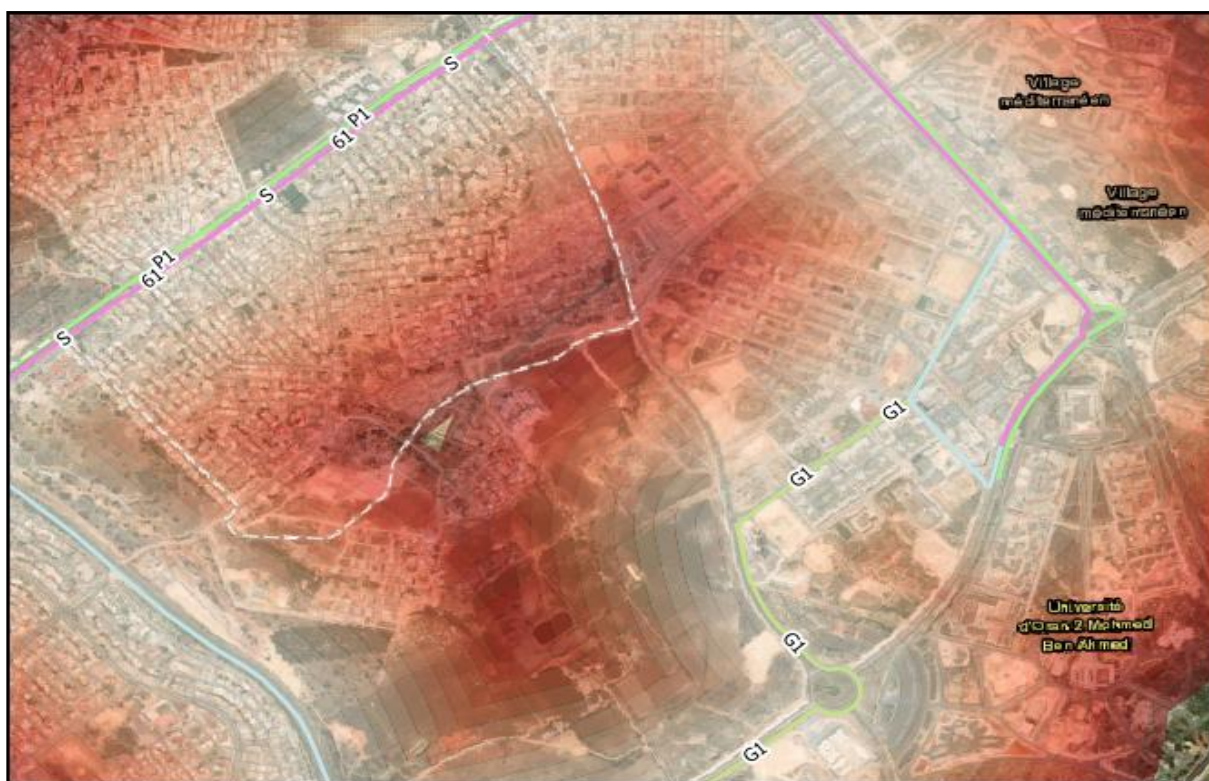 S
Village
méditerranéen
61 P1
S
Village
méditerranéen
61 P1
S
G1
G1
Université
d'Oran 2 Mohmed
Ben Ahmed
G1
G1